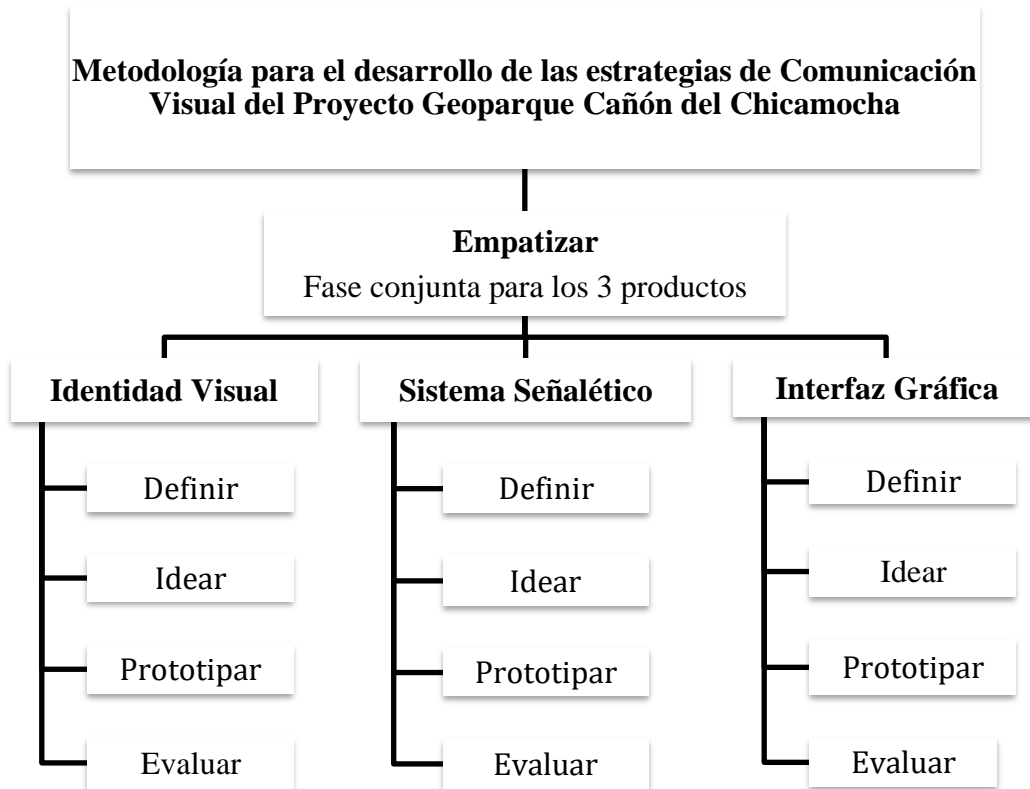 Metodología para el desarrollo de las estrategias de Comunicación
Visual del Proyecto Geoparque Cañón del Chicamocha
Empatizar
Fase conjunta para los 3 productos
Identidad Visual
Definir
Idear
Prototipar
Evaluar
Sistema Señalético
Definir
Idear
Prototipar
Evaluar
Interfaz Gráfica
Definir
Idear
Prototipar
Evaluar